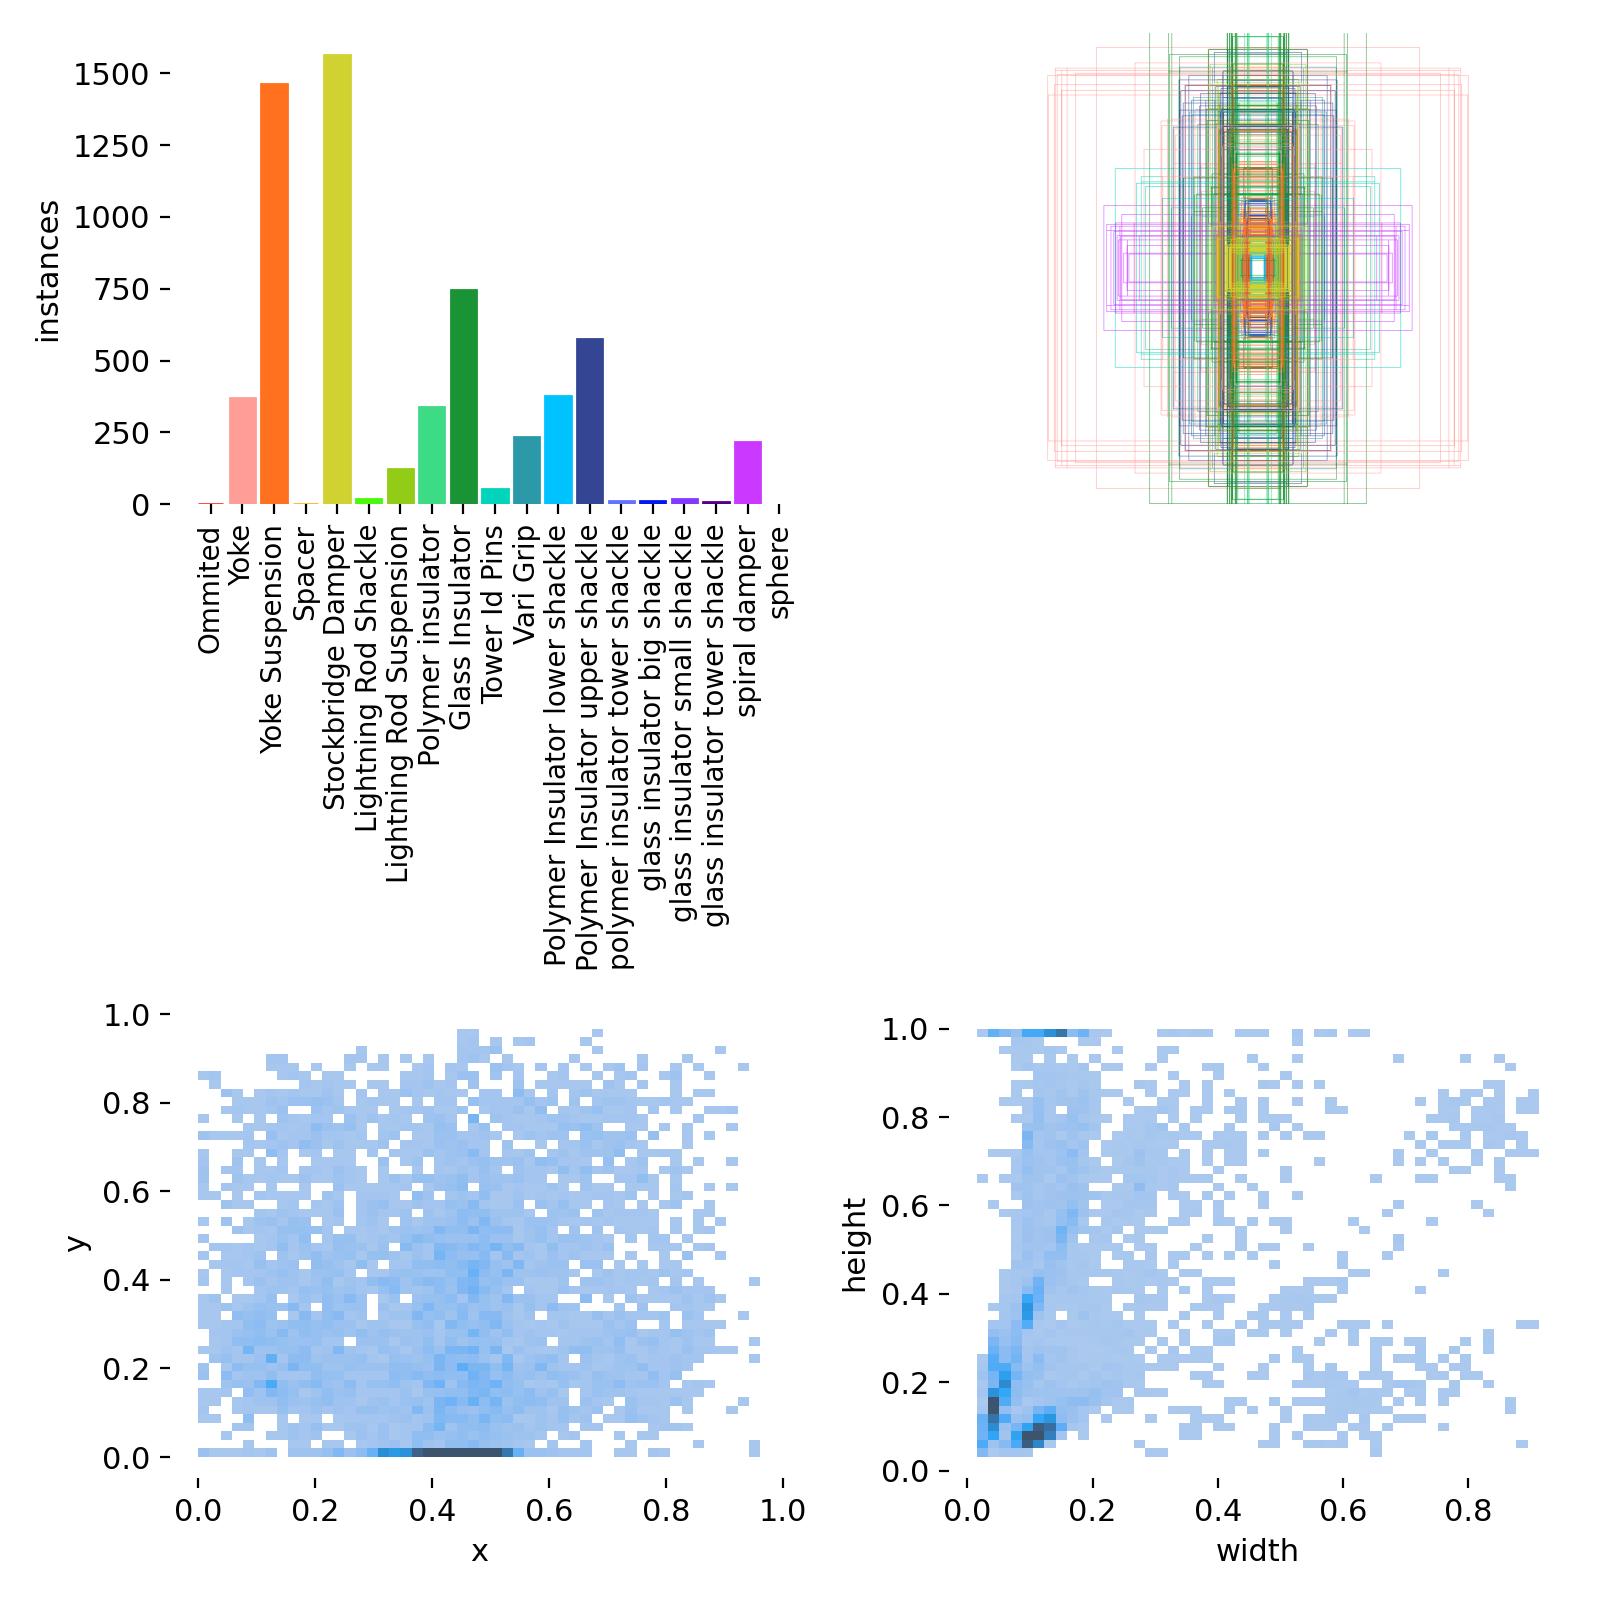 instances
1500
1250
1000
750
500
250
0
Ommited
Yoke
Yoke Suspension
Spacer
Stockbridge Damper
Lightning Rod Shackle
Lightning Rod Suspension
Polymer insulator
Glass Insulator
Tower Id Pins
Vari Grip
Polymer Insulator lower shackle
Polymer Insulator upper shackle
polymer insulator tower shackle
glass insulator big shackle
glass insulator small shackle
glass insulator tower shackle
spiral damper
sphere
y
1.0
0.8
0.6
0.4
0.2
0.0
0.0 0.2 0.4 0.6 0.8 1.0
x
height
1.0
0.8
0.6
0.4
0.2
0.0
0.0 0.2 0.4 0.6 0.8
width